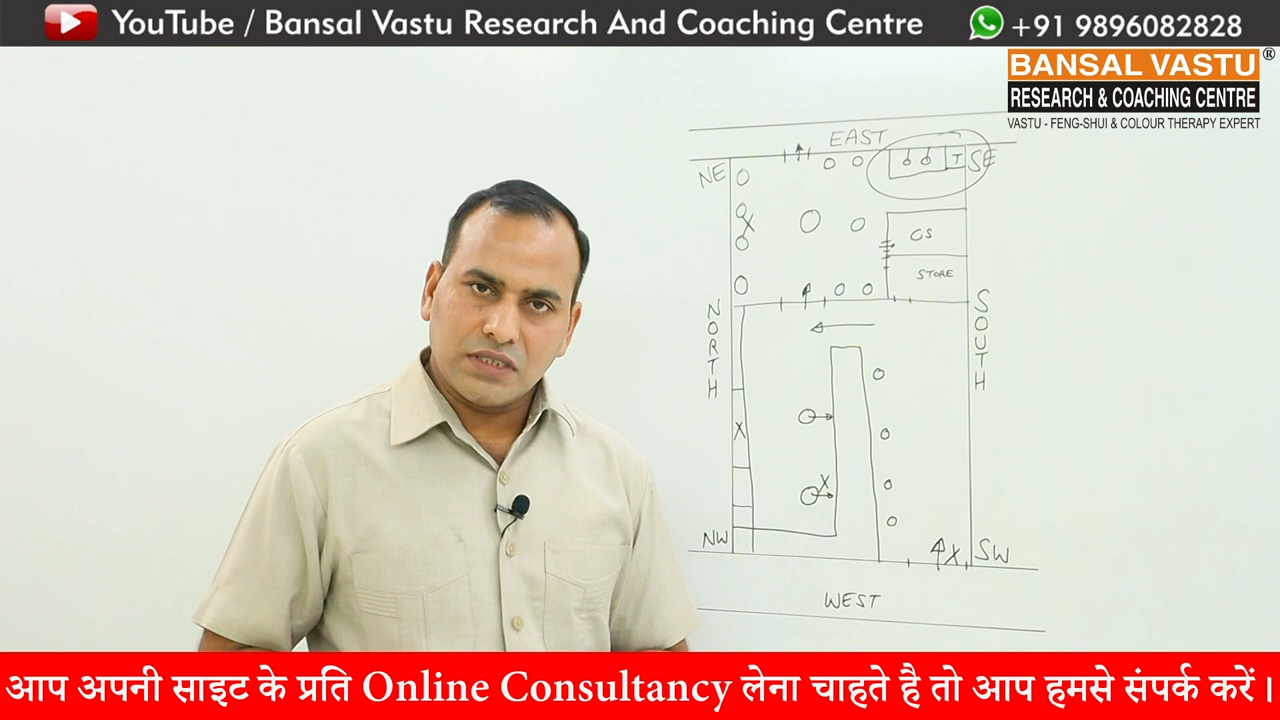 YouTube / Bansal Vastu Research And Coaching Centre
+91 9896082828
BANSAL VASTU®
RESEARCH & COACHING CENTRE
VASTU - FENG-SHUI & COLOUR THERAPY EXPERT
EAST
NE
T
SE
X
STORE
NORTH
SOUTH
X
X
NW
X
SW
WEST
आप अपनी साइट के प्रति Online Consultancy लेना चाहते है तो आप हमसे संपर्क करें।